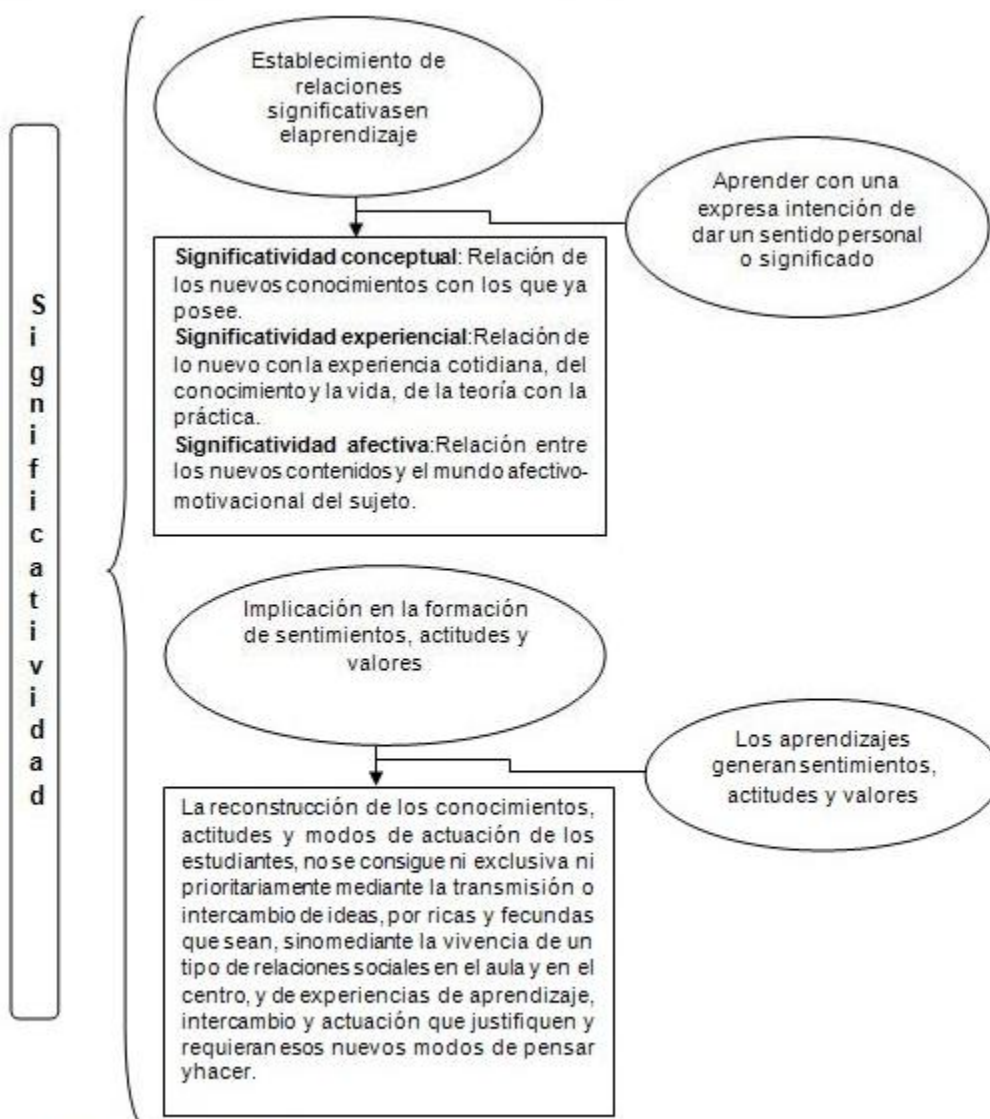 Significatividad
Establecimiento de
relaciones
significativasen
elaprendizaje
Aprender con una
expresa intención de
dar un sentido personal
o significado
Significatividad conceptual: Relación de
los nuevos conocimientos con los que ya
posee.
Significatividad experiencial:Relación de
lo nuevo con la experiencia cotidiana, del
conocimiento y la vida, de la teoría con la
práctica.
Significatividad afectiva:Relación entre
los nuevos contenidos y el mundo afectivo-
motivacional del sujeto.
Implicación en la formación
de sentimientos, actitudes y
valores
Los aprendizajes
generan sentimientos,
actitudes y valores
La reconstrucción de los conocimientos,
actitudes y modos de actuación de los
estudiantes, no se consigue ni exclusiva ni
prioritariamente mediante la transmisión o
intercambio de ideas, por ricas y fecundas
que sean, sinomediante la vivencia de un
tipo de relaciones sociales en el aula y en el
centro, y de experiencias de aprendizaje,
intercambio y actuación que justifiquen y
requieran esos nuevos modos de pensar
yhacer.